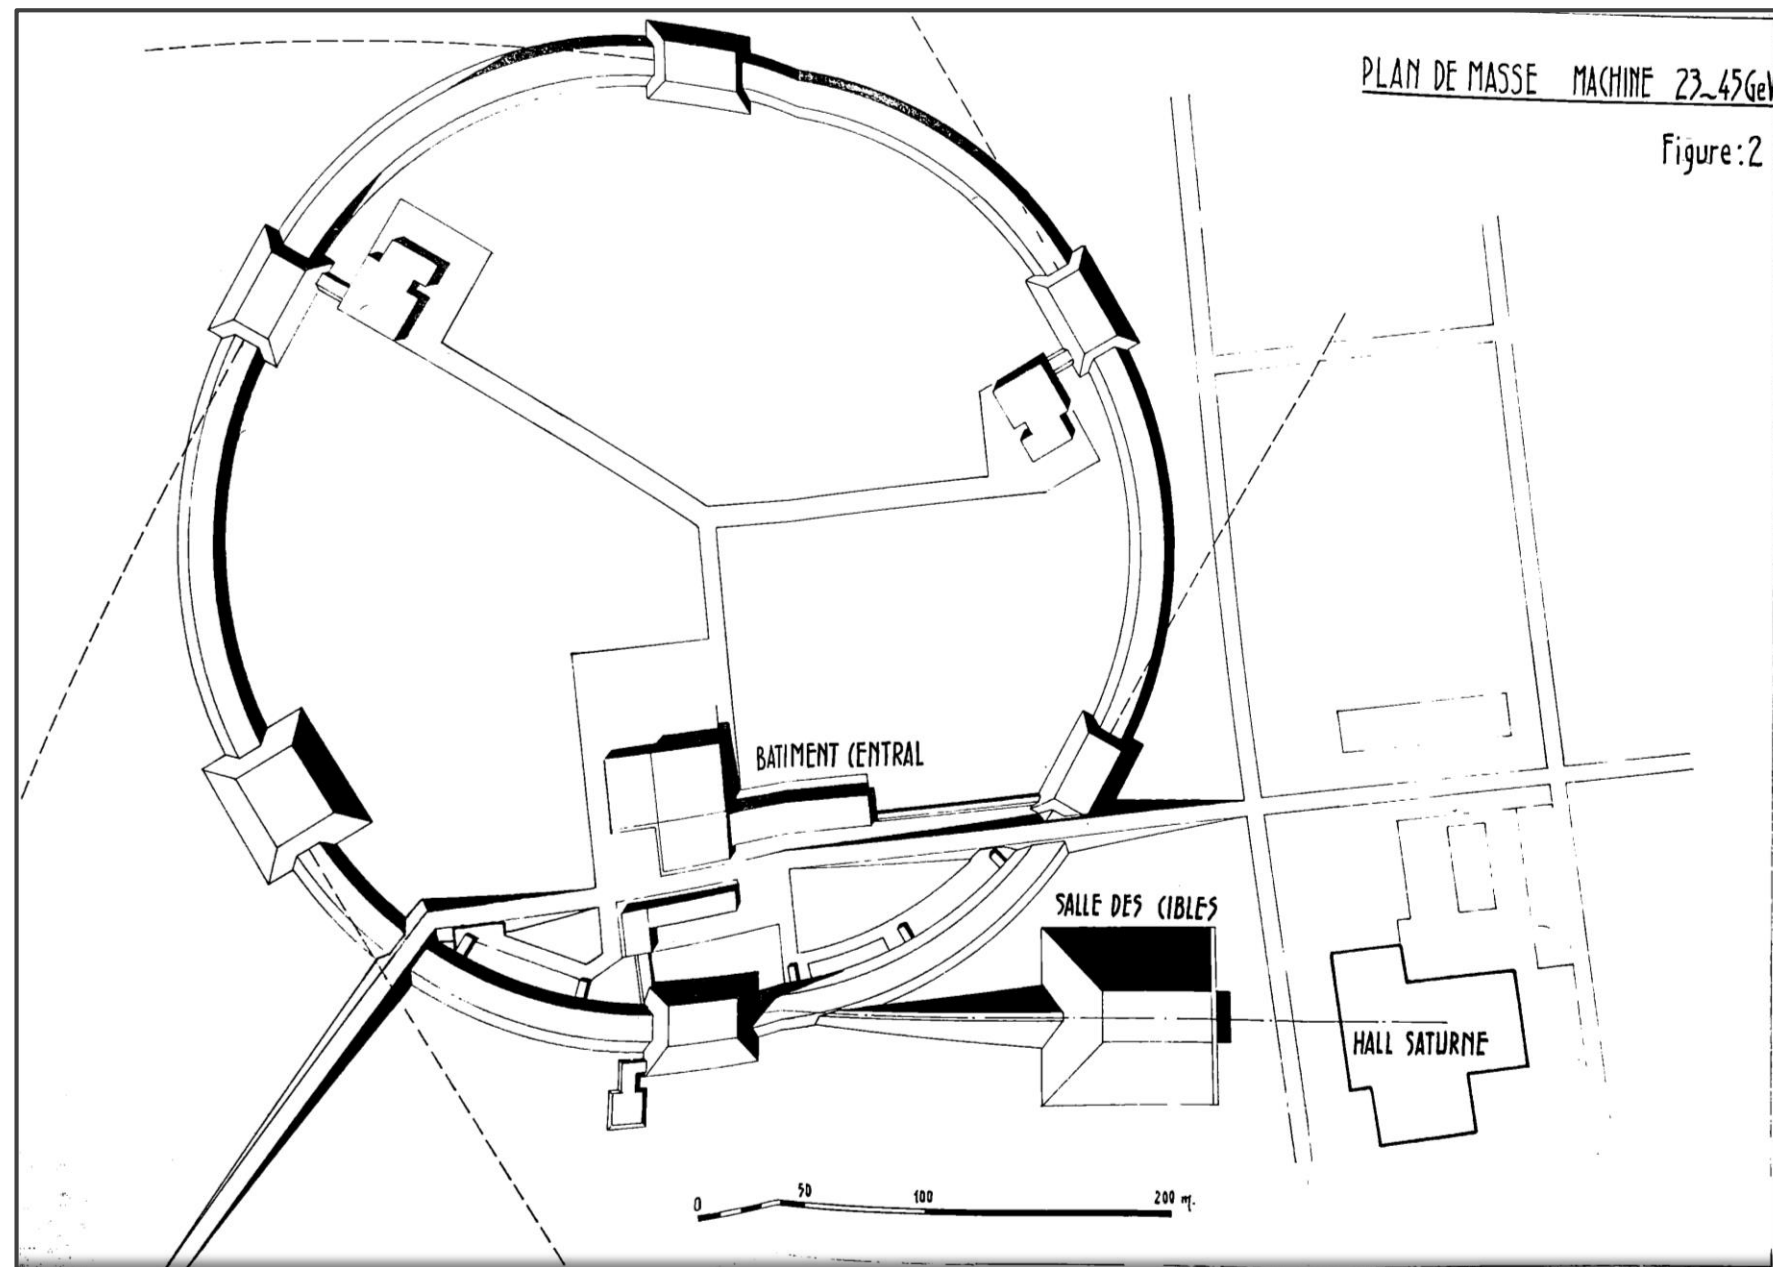 PLAN DE MASSE MACHINE 23~45GeV
Figure:2
BATIMENT CENTRAL
SALLE DES CIBLES
HALL SATURNE
0 50 100 200 m.